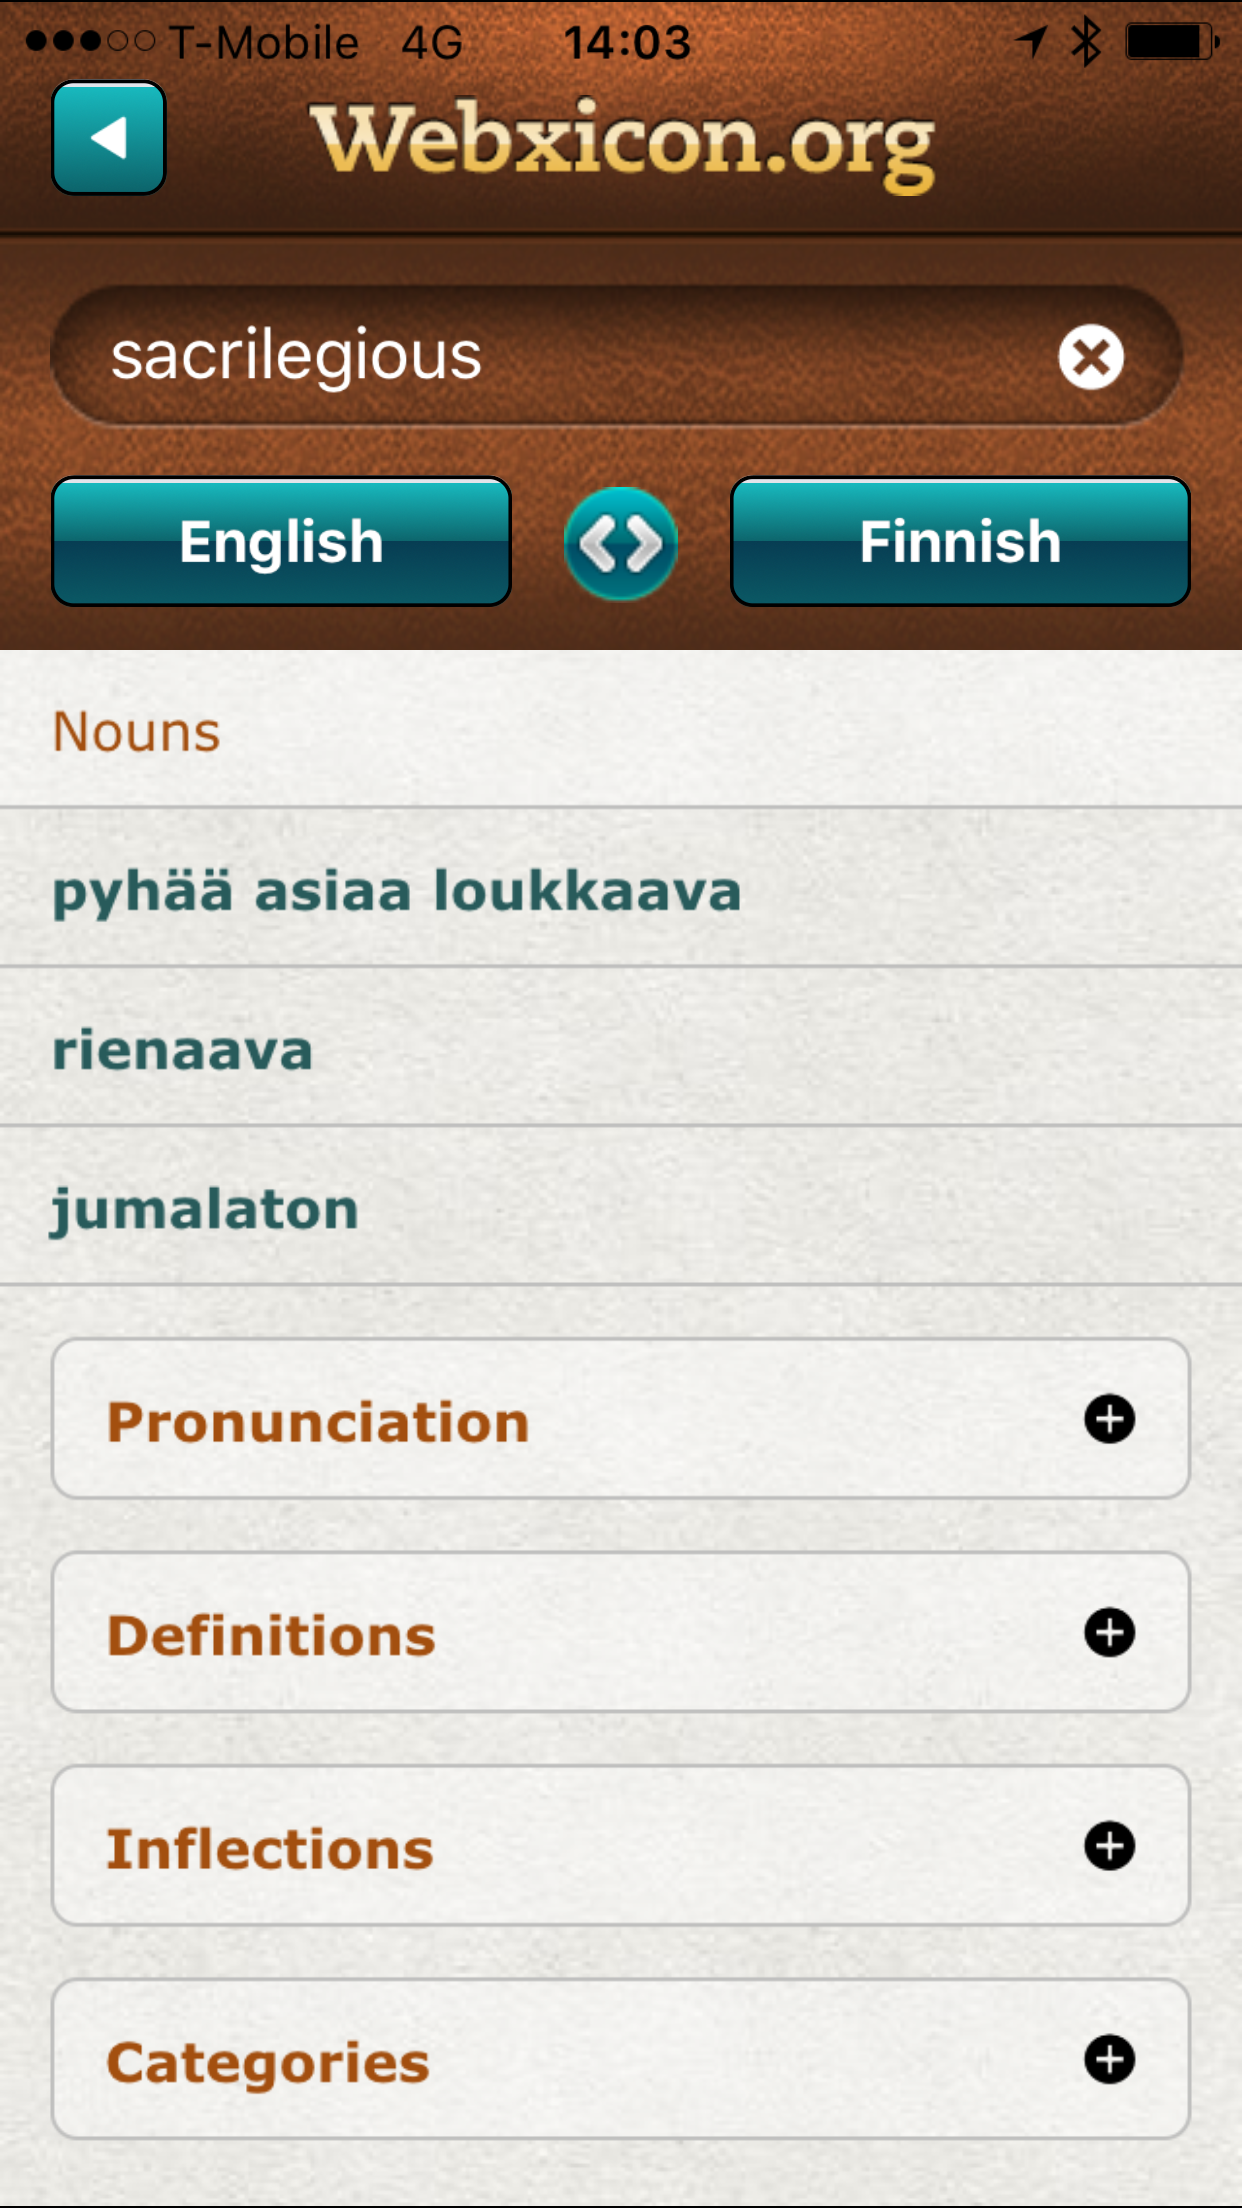 T-Mobile 4G 14:03
Webxicon.org
sacrilegious
English Finnish
Nouns
pyhää asiaa loukkaava
rienaava
jumalaton
Pronunciation
Definitions
Inflections
Categories